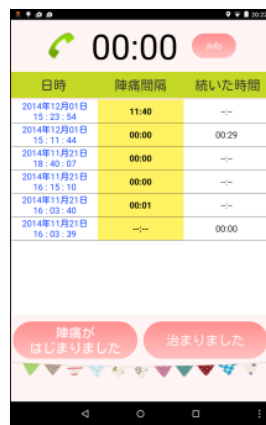 20:22
00:00
info
日時 陣痛間隔 続いた時間
2014年12月01日
15 : 23 : 54
11:40
--:--
2014年12月01日
15 : 11 : 44
00:00
00:29
2014年11月21日
18 : 40 : 07
00:00
--:--
2014年11月21日
16 : 15 : 10
00:00
--:--
2014年11月21日
16 : 03 : 40
00:01
--:--
2014年11月21日
16 : 03 : 39
--:--
00:00
陣痛が
はじまりました
治まりました